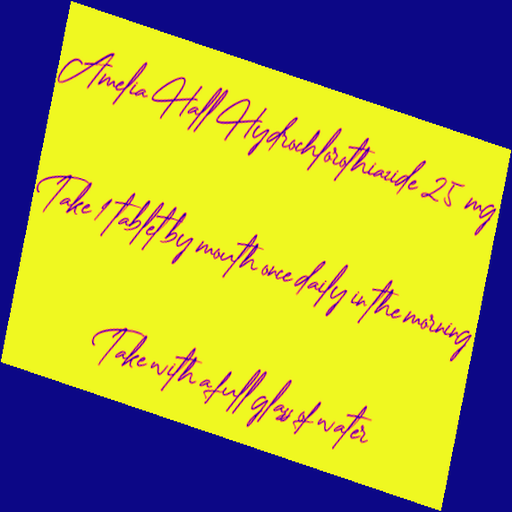 Amelia Hall Hydrochlorothiazide 25 mg
Take 1 tablet by mouth once daily in the morning
Take with a full glass of water